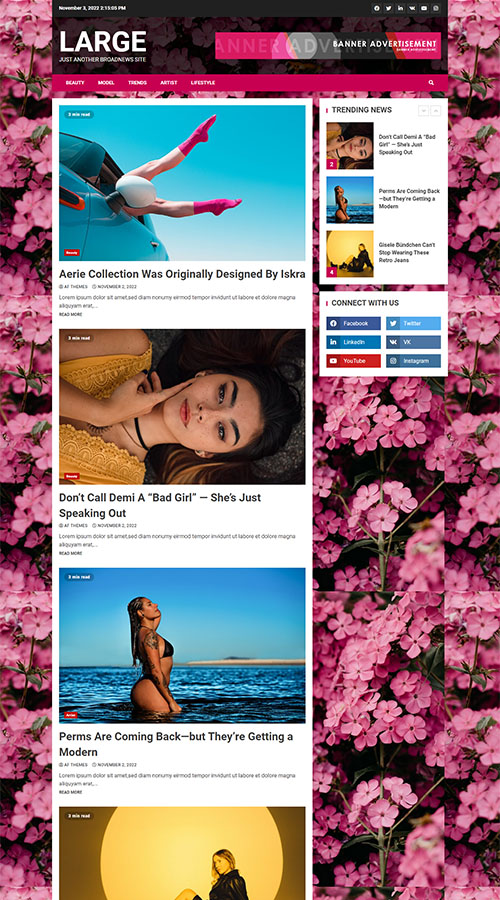 November 3, 2022 2:15:05 PM
LARGE
JUST ANOTHER BROADNEWS SITE
BANNER ADVERTISEMENT
BANNER ADVERTISEMENT
BEAUTY MODEL TRENDS ARTIST LIFESTYLE
3 min read
Beauty
Aerie Collection Was Originally Designed By Iskra
AF THEMES NOVEMBER 2, 2022
Lorem ipsum dolor sit amet,sed diam nonumy eirmod tempor invidunt ut labore et dolore magna
aliquyam erat,...
READ MORE
3 min read
Beauty
Don't Call Demi A “Bad Girl” — She's Just
Speaking Out
AF THEMES NOVEMBER 2, 2022
Lorem ipsum dolor sit amet,sed diam nonumy eirmod tempor invidunt ut labore et dolore magna
aliquyam erat,...
READ MORE
3 min read
Artist
Perms Are Coming Back—but They're Getting a
Modern
AF THEMES NOVEMBER 2, 2022
Lorem ipsum dolor sit amet,sed diam nonumy eirmod tempor invidunt ut labore et dolore magna
aliquyam erat,...
READ MORE
3 min read
TRENDING NEWS
2
Don't Call Demi A “Bad
Girl” — She's Just
Speaking Out
Perms Are Coming Back
—but They're Getting a
Modern
4
Gisele Bündchen Can't
Stop Wearing These
Retro Jeans
CONNECT WITH US
Facebook Twitter
LinkedIn VK
YouTube Instagram